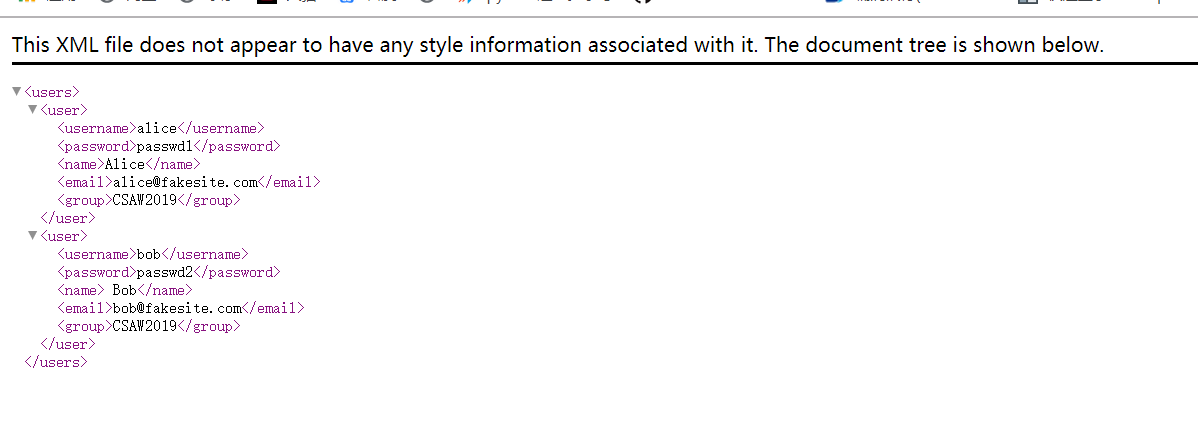 This XML file does not appear to have any style information associated with it. The document tree is shown below.
▼<users>
▼<user>
<username>alice</username>
<password>passwd1</password>
<name>Alice</name>
<email>alice@fakesite.com</email>
<group>CSAW2019</group>
</user>
▼<user>
<username>bob</username>
<password>passwd2</password>
<name> Bob</name>
<email>bob@fakesite.com</email>
<group>CSAW2019</group>
</user>
</users>